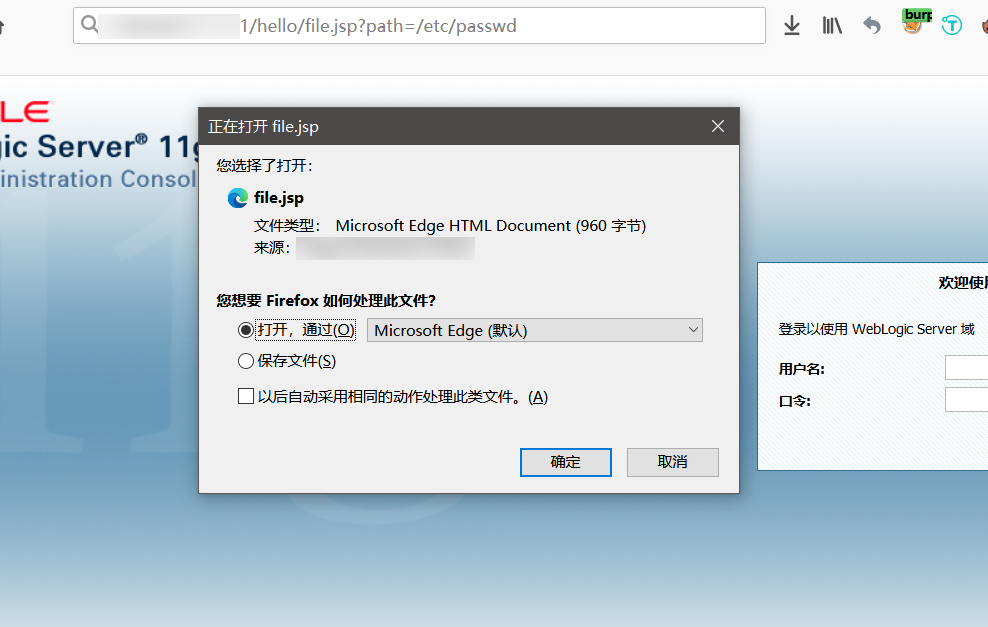 1/hello/file.jsp?path=/etc/passwd
burp
LE
ic Server® 11g
inistration Consol
正在打开 file.jsp
您选择了打开:
file.jsp
文件类型: Microsoft Edge HTML Document (960 字节)
来源:
您想要 Firefox 如何处理此文件?
打开，通过(O) Microsoft Edge (默认)
保存文件(S)
以后自动采用相同的动作处理此类文件。(A)
确定 取消
欢迎使用
登录以使用 WebLogic Server 域
用户名:
口令: